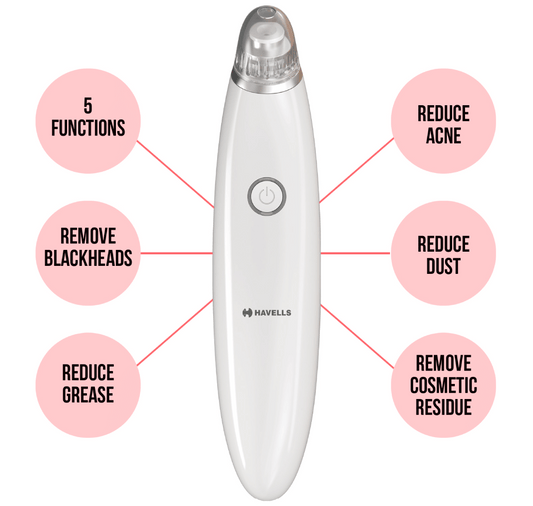 5
FUNCTIONS
REMOVE
BLACKHEADS
REDUCE
GREASE
HAVELLS
REDUCE
ACNE
REDUCE
DUST
REMOVE
COSMETIC
RESIDUE